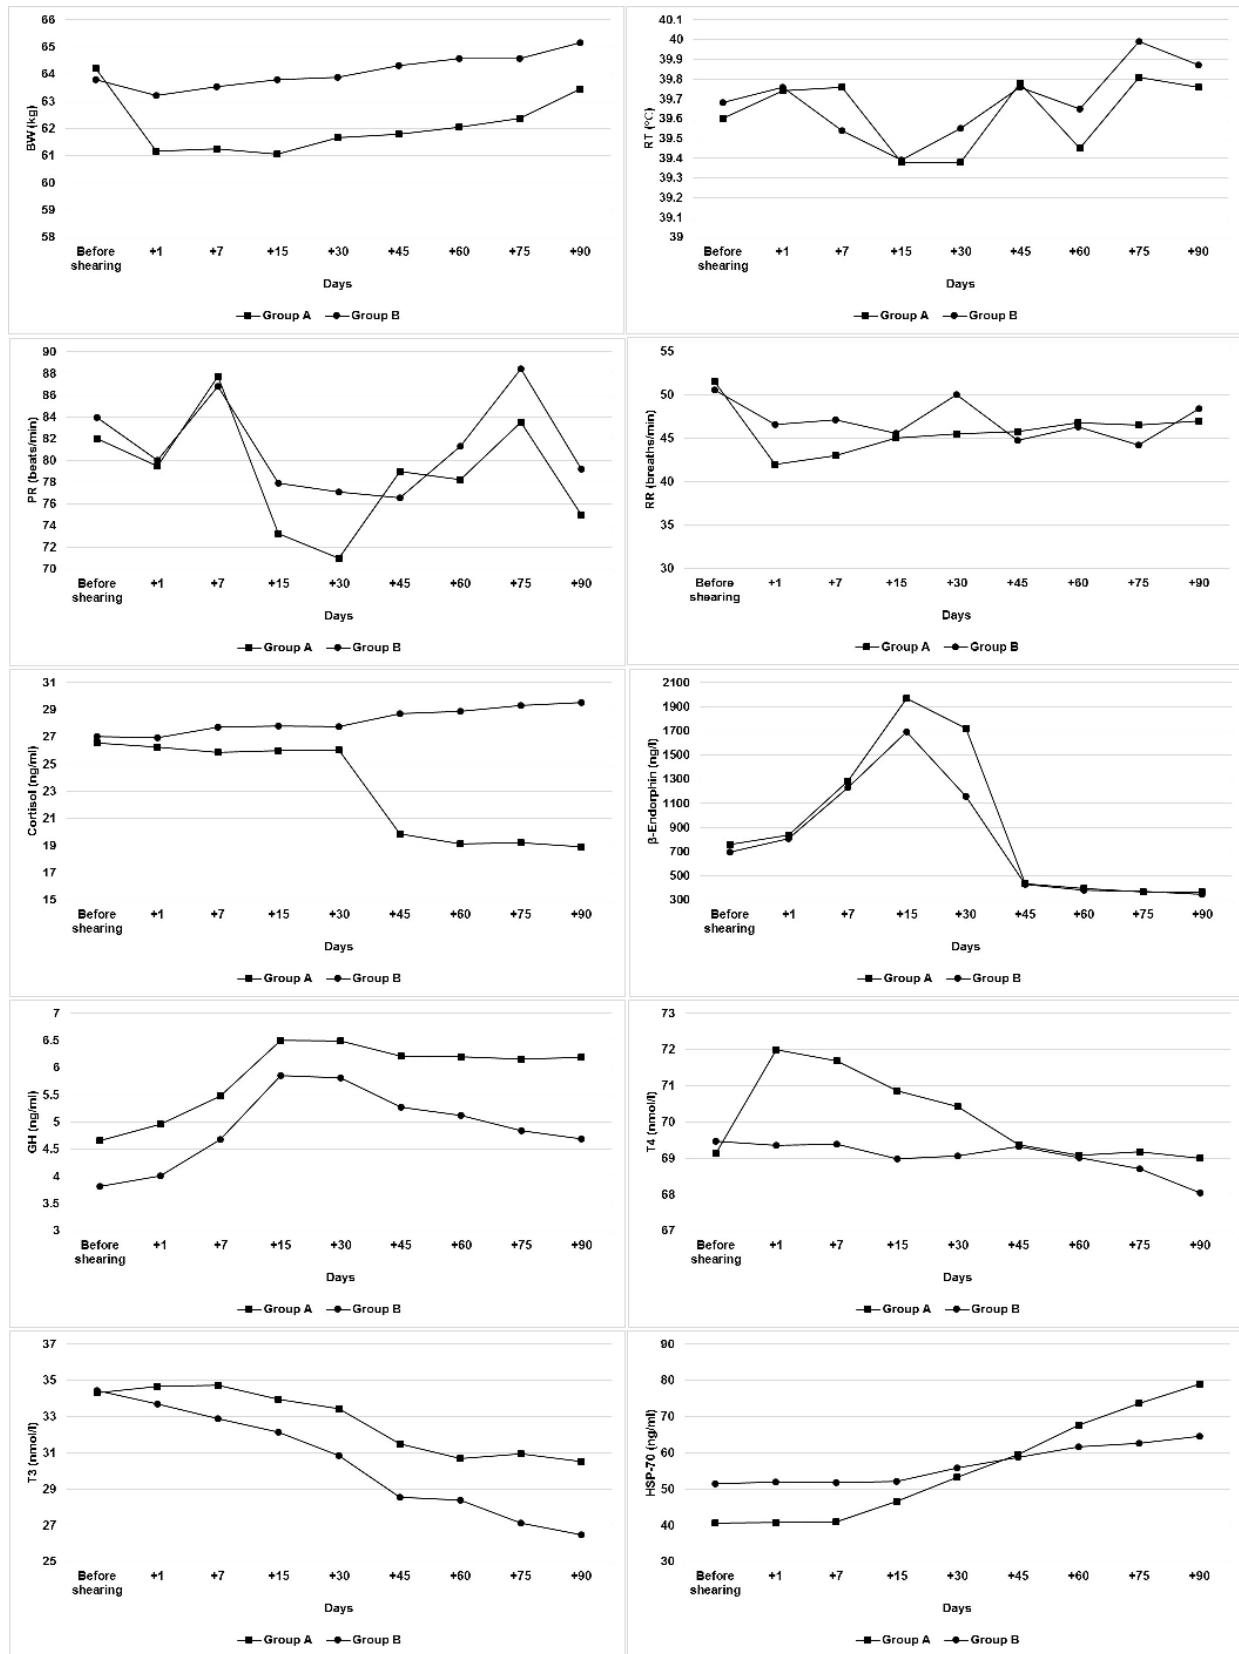 66
65
64
63
62
61
60
59
58
BW (kg)
Before shearing +1 +7 +15 +30 +45 +60 +75 +90
Days
Group A Group B
40.1
40
39.9
39.8
39.7
39.6
39.5
39.4
39.3
39.2
39.1
39
RT (°C)
Before shearing +1 +7 +15 +30 +45 +60 +75 +90
Days
Group A Group B
90
88
86
84
82
80
78
76
74
72
70
PR (beats/min)
Before shearing +1 +7 +15 +30 +45 +60 +75 +90
Days
Group A Group B
55
50
45
40
35
30
RR (breaths/min)
Before shearing +1 +7 +15 +30 +45 +60 +75 +90
Days
Group A Group B
31
29
27
25
23
21
19
17
15
Cortisol (ng/ml)
Before shearing +1 +7 +15 +30 +45 +60 +75 +90
Days
Group A Group B
2100
1900
1700
1500
1300
1100
900
700
500
300
β-Endorphin (ng/l)
Before shearing +1 +7 +15 +30 +45 +60 +75 +90
Days
Group A Group B
7
6.5
6
5.5
5
4.5
4
3.5
3
GH (ng/ml)
Before shearing +1 +7 +15 +30 +45 +60 +75 +90
Days
Group A Group B
73
72
71
70
69
68
67
T4 (nmol/l)
Before shearing +1 +7 +15 +30 +45 +60 +75 +90
Days
Group A Group B
37
35
33
31
29
27
25
T3 (nmol/l)
Before shearing +1 +7 +15 +30 +45 +60 +75 +90
Days
Group A Group B
90
80
70
60
50
40
30
HSP-70 (ng/ml)
Before shearing +1 +7 +15 +30 +45 +60 +75 +90
Days
Group A Group B